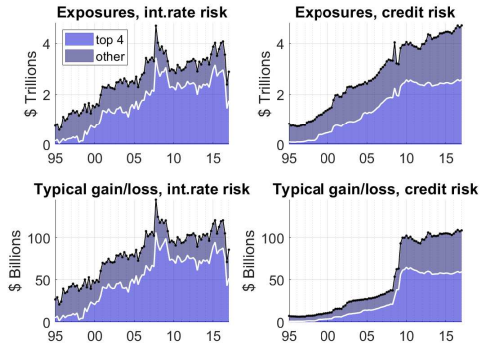 Exposures, int.rate risk
$ Trillions
4
2
0
top 4
other
95 00 05 10 15
Exposures, credit risk
$ Trillions
4
2
0
95 00 05 10 15
Typical gain/loss, int.rate risk
$ Billions
100
50
0
95 00 05 10 15
Typical gain/loss, credit risk
$ Billions
100
50
0
95 00 05 10 15